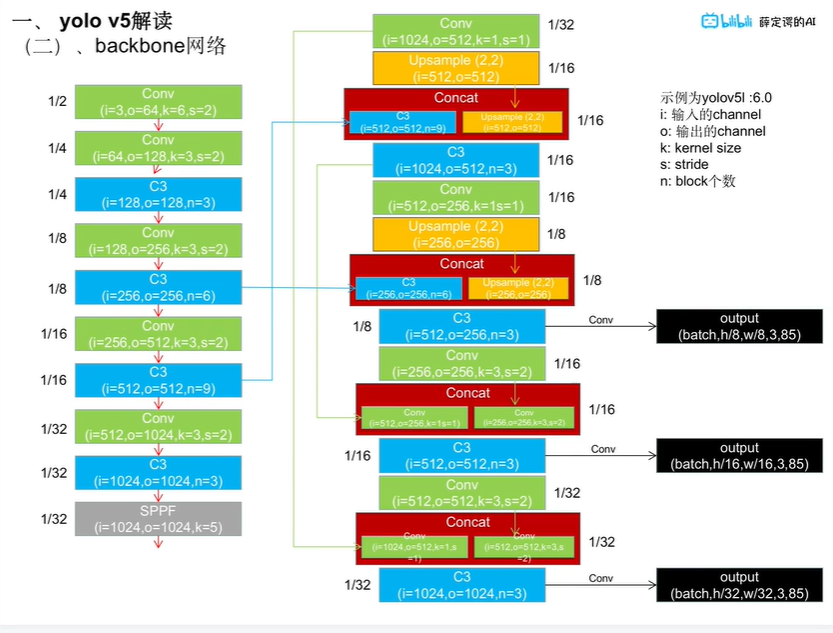 一、 yolo v5解读
（二）、backbone网络
bilibili 薛定谔的AI
1/2
Conv
(i=3,o=64,k=6,s=2)
1/4
Conv
(i=64,o=128,k=3,s=2)
1/4
C3
(i=128,o=128,n=3)
1/8
Conv
(i=128,o=256,k=3,s=2)
1/8
C3
(i=256,o=256,n=6)
1/16
Conv
(i=256,o=512,k=3,s=2)
1/16
C3
(i=512,o=512,n=9)
1/32
Conv
(i=512,o=1024,k=3,s=2)
1/32
C3
(i=1024,o=1024,n=3)
1/32
SPPF
(i=1024,o=1024,k=5)
Conv
(i=1024,o=512,k=1,s=1)
1/32
Upsample (2,2)
(i=512,o=512)
1/16
Concat
C3
(i=512,o=512,n=9)
Upsample (2,2)
(i=512,o=512)
1/16
C3
(i=1024,o=512,n=3)
1/16
Conv
(i=512,o=256,k=1s=1)
1/16
Upsample (2,2)
(i=256,o=256)
1/8
Concat
C3
(i=256,o=256,n=6)
Upsample (2,2)
(i=256,o=256)
1/8
1/8
C3
(i=512,o=256,n=3)
Conv
output
(batch,h/8,w/8,3,85)
Conv
(i=256,o=256,k=3,s=2)
1/16
Concat
Conv
(i=512,o=256,k=1s=1)
Conv
(i=256,o=256,k=3,s=2)
1/16
1/16
C3
(i=512,o=512,n=3)
Conv
output
(batch,h/16,w/16,3,85)
Conv
(i=512,o=512,k=3,s=2)
1/32
Concat
Conv
(i=1024,o=512,k=1,s
=1)
Conv
(i=512,o=512,k=3,s
=2)
1/32
1/32
C3
(i=1024,o=1024,n=3)
Conv
output
(batch,h/32,w/32,3,85)
示例为yolov5l :6.0
i: 输入的channel
o: 输出的channel
k: kernel size
s: stride
n: block个数